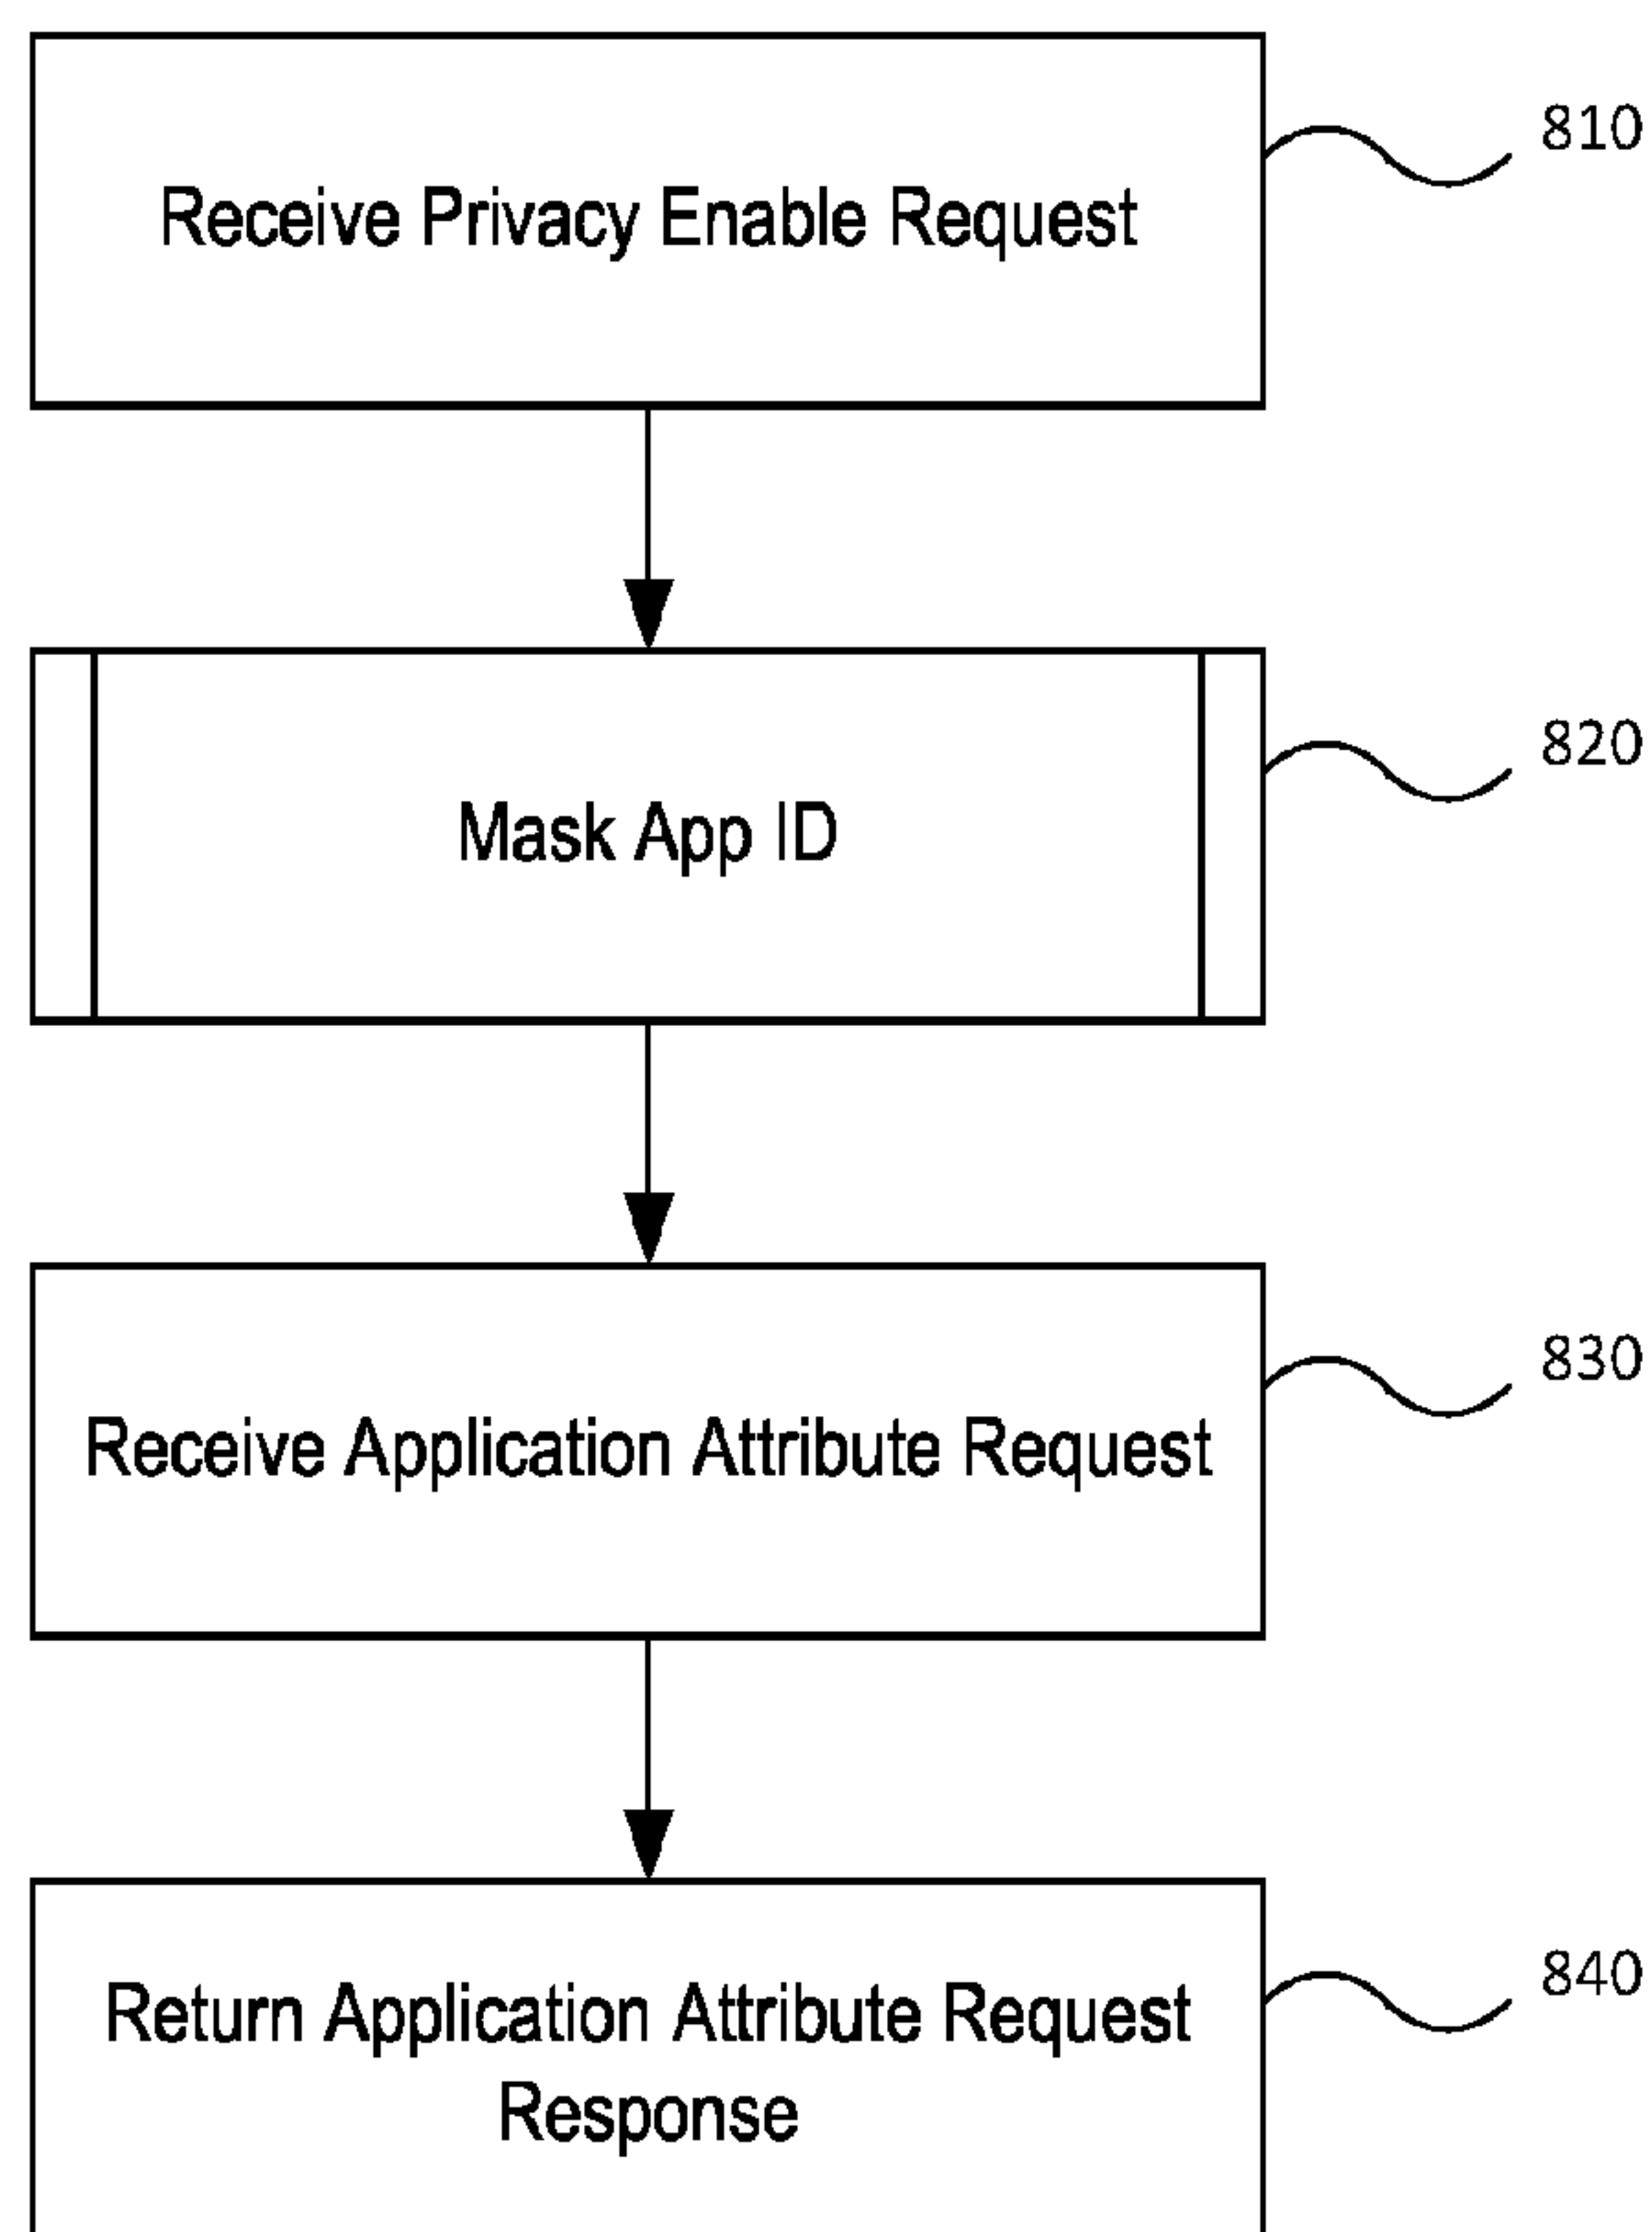 Receive Privacy Enable Request
810
Mask App ID
820
Receive Application Attribute Request
830
Return Application Attribute Request
Response
840